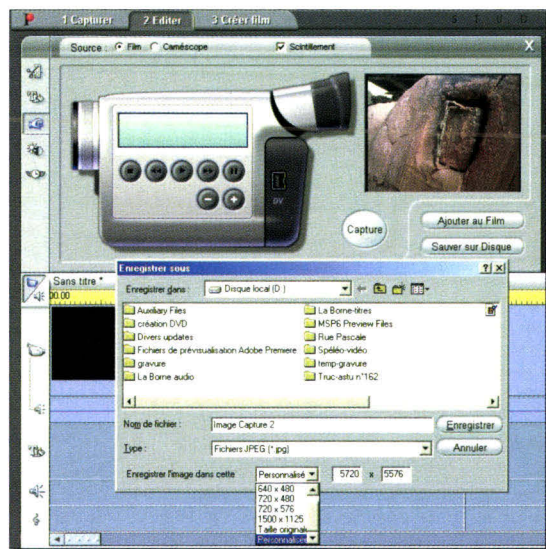 1 Capturer 2 Editer 3 Créer film
S T U D
Source : Film Caméscope Scintillement X
DV
Capture
Ajouter au Film
Sauver sur Disque
Sans titre *
00.00
Enregistrer sous ? X
Enregistrer dans : Disque local (D:)
Auxiliary Files
création DVD
Divers updates
Fichiers de prévisualisation Adobe Premiere
gravure
La Borne audio
La Borne-titres
MSP6 Preview Files
Rue Pascale
Spéléo-vidéo
temp-gravure
Truc-astu n°162
Nom de fichier : Image Capture 2 Enregistrer
Type : Fichiers JPEG (*.jpg) Annuler
Enregistrer l'image dans cette Personnalisé 5720 x 5576
640 x 480
720 x 480
720 x 576
1500 x 1125
Taille originale
Personnalisée